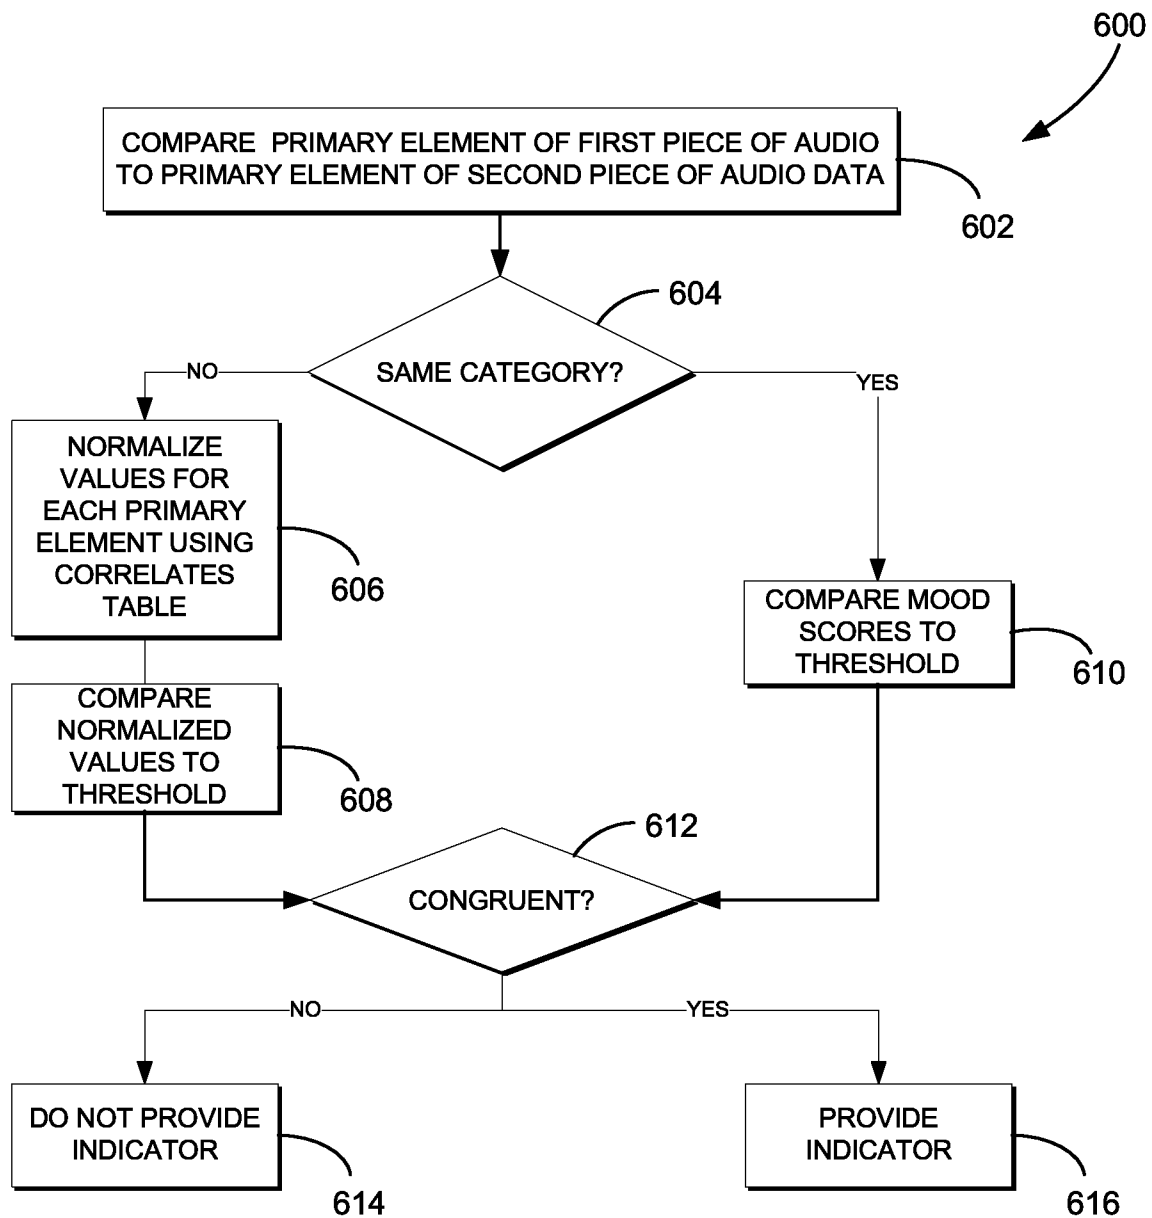 600
COMPARE PRIMARY ELEMENT OF FIRST PIECE OF AUDIO
TO PRIMARY ELEMENT OF SECOND PIECE OF AUDIO DATA
602
604
SAME CATEGORY?
NO
YES
NORMALIZE
VALUES FOR
EACH PRIMARY
ELEMENT USING
CORRELATES
TABLE
606
COMPARE MOOD
SCORES TO
THRESHOLD
610
COMPARE
NORMALIZED
VALUES TO
THRESHOLD
608
612
CONGRUENT?
NO
YES
DO NOT PROVIDE
INDICATOR
614
PROVIDE
INDICATOR
616